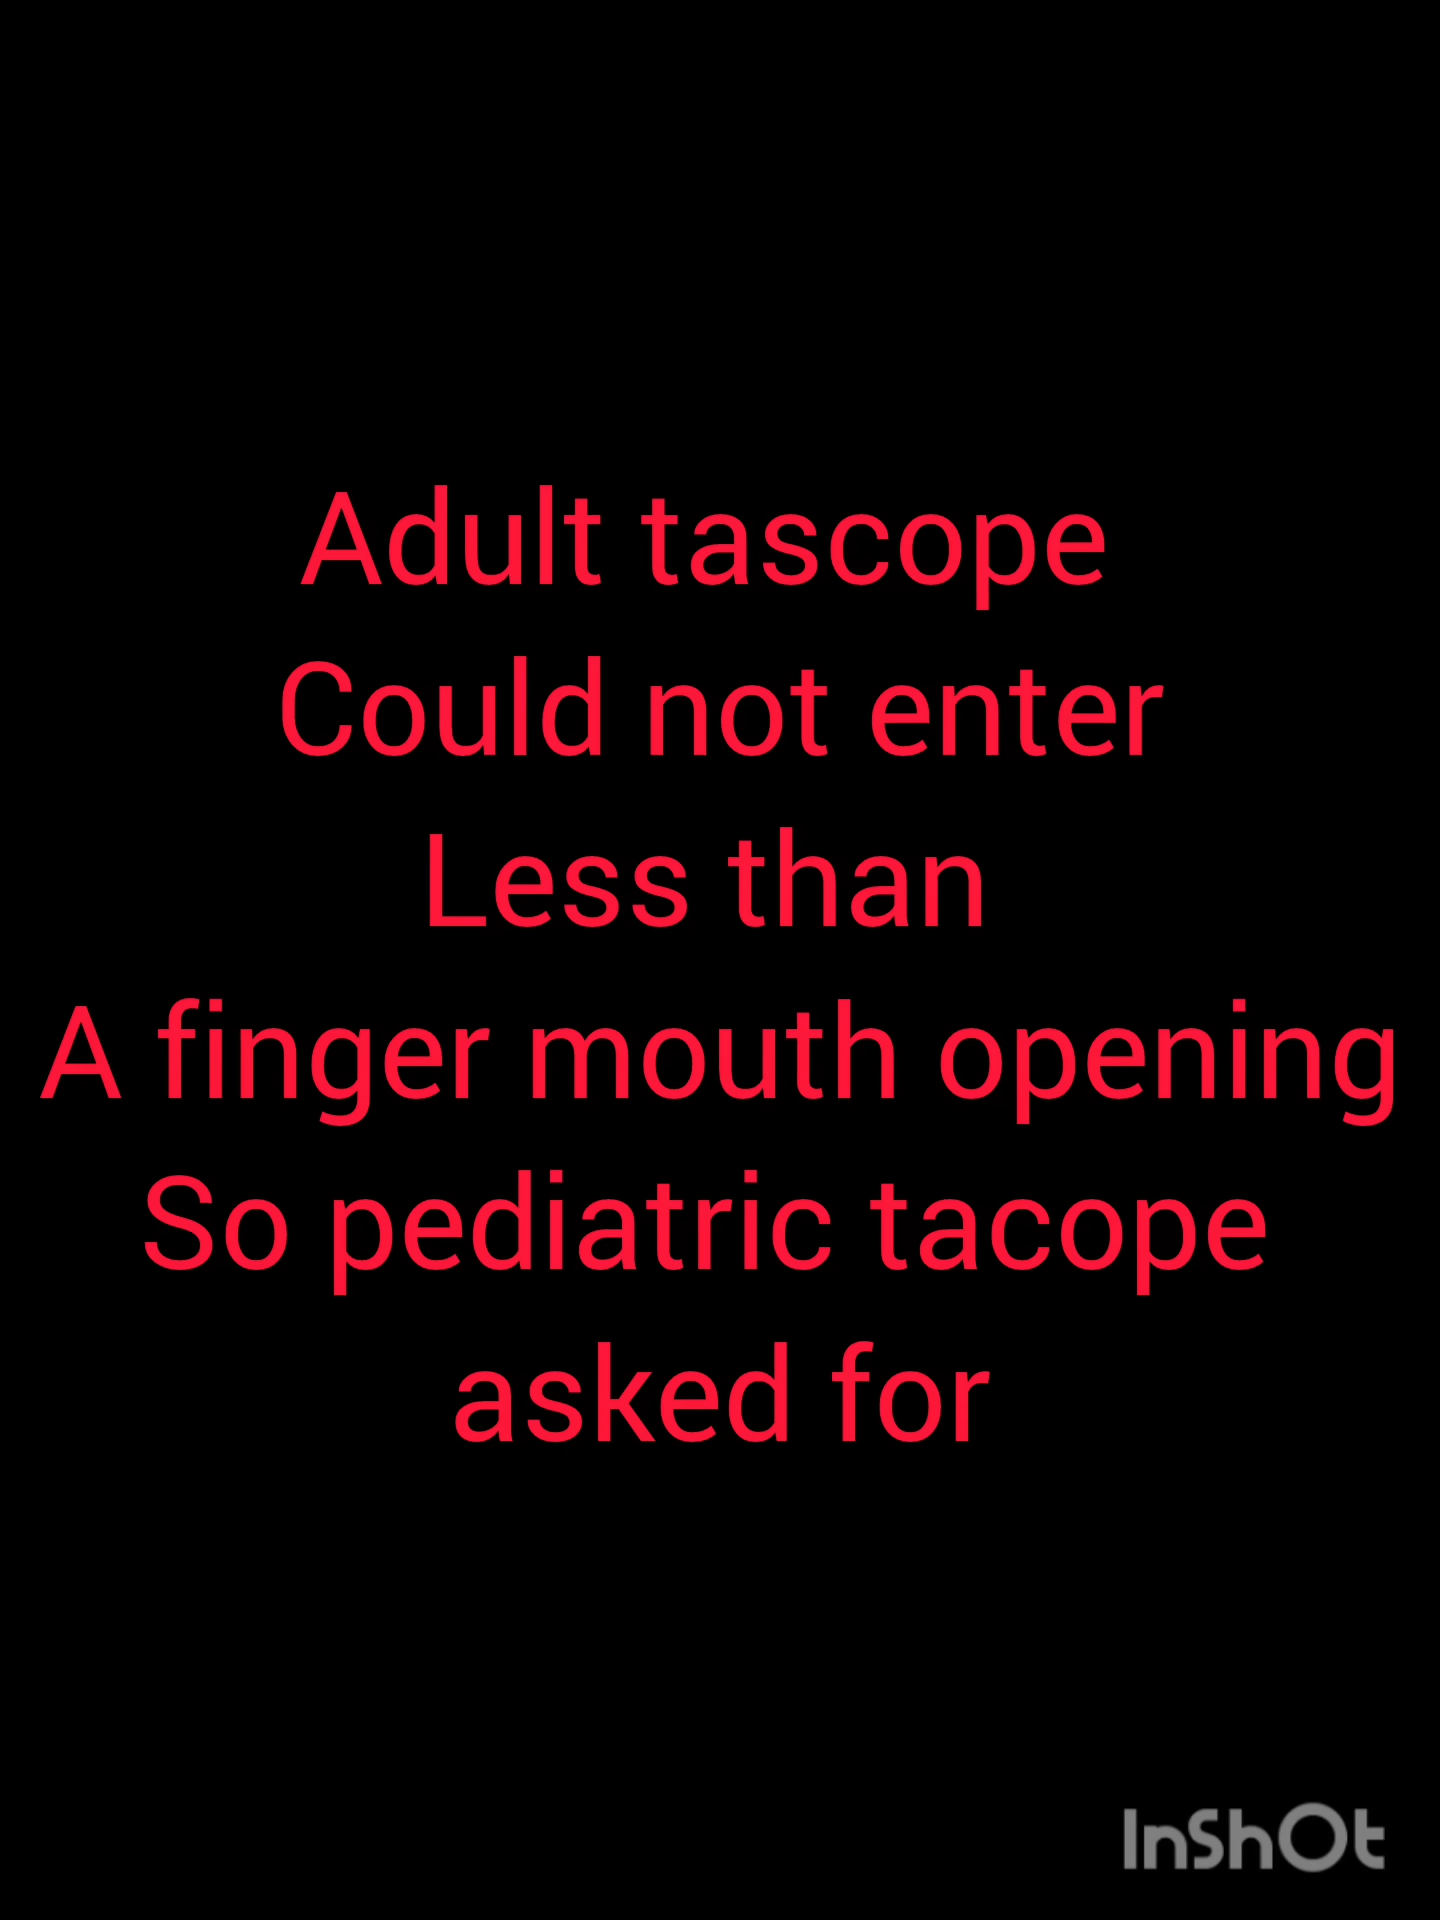 Adult tascope
Could not enter
Less than
A finger mouth opening
So pediatric tacope
asked for
InShOt